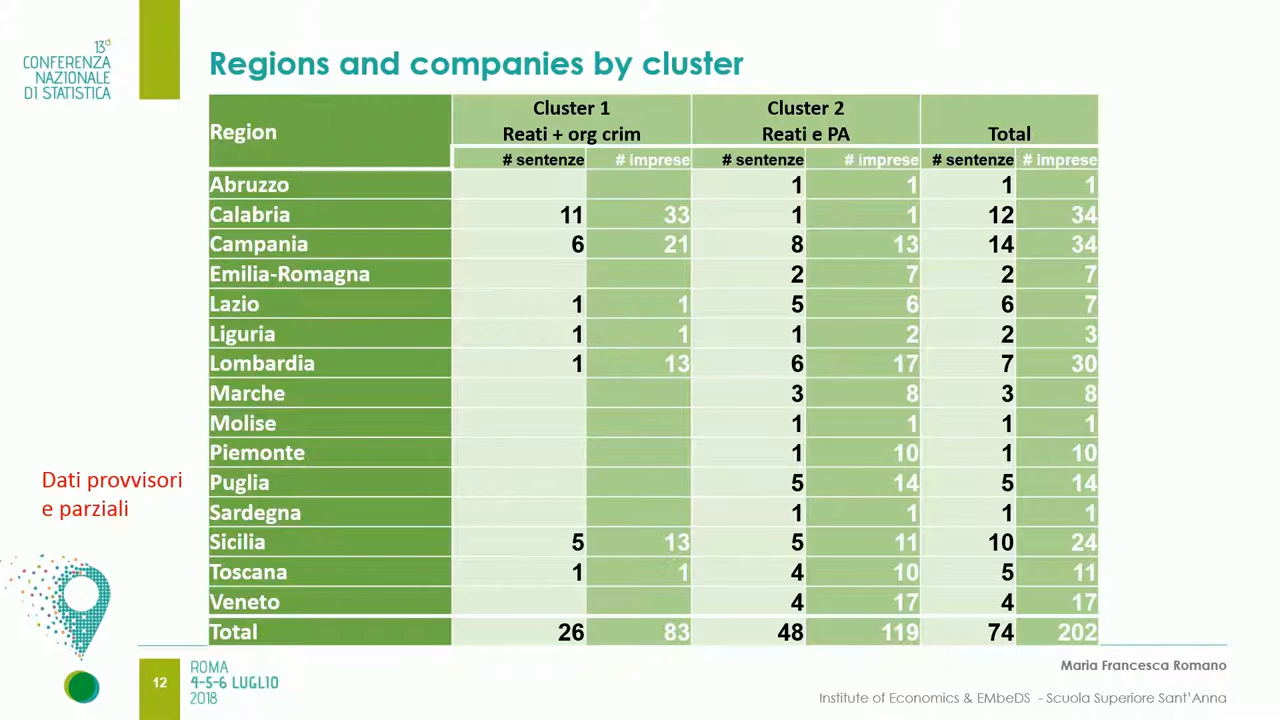 13a
CONFERENZA
NAZIONALE
DI STATISTICA
Regions and companies by cluster
Region
Cluster 1
Reati + org crim
Cluster 2
Reati e PA
Total
# sentenze # imprese # sentenze # imprese # sentenze # imprese
Abruzzo 1 1 1 1
Calabria 11 33 1 1 12 34
Campania 6 21 8 13 14 34
Emilia-Romagna 2 7 2 7
Lazio 1 1 5 6 6 7
Liguria 1 1 1 2 2 3
Lombardia 1 13 6 17 7 30
Marche 3 8 3 8
Molise 1 1 1 1
Piemonte 1 10 1 10
Puglia 5 14 5 14
Sardegna 1 1 1 1
Sicilia 5 13 5 11 10 24
Toscana 1 1 4 10 5 11
Veneto 4 17 4 17
Total 26 83 48 119 74 202
Dati provvisori
e parziali
12
ROMA
4-5-6 LUGLIO
2018
Maria Francesca Romano
Institute of Economics & EMbeDS - Scuola Superiore Sant'Anna